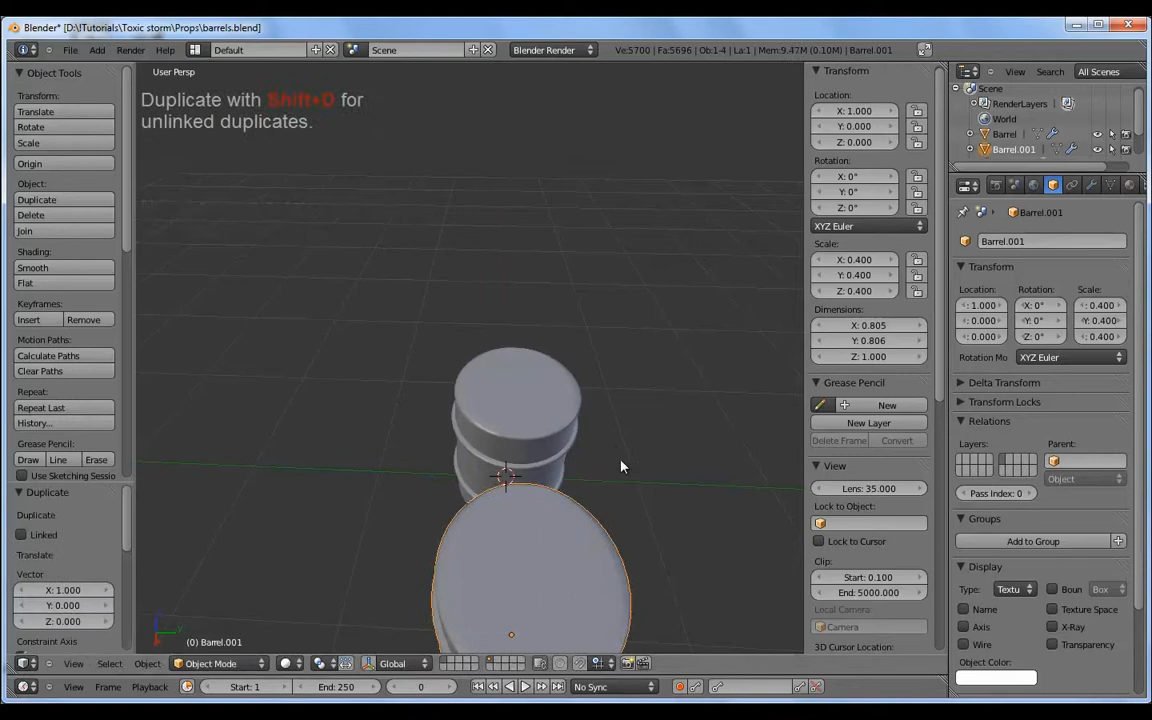 Blender* [D:\!Tutorials\Toxic storm\Props\barrels.blend]
File Add Render Help Default Scene Blender Render Ve:5700 | Fa:5696 | Ob:1-4 | La:1 | Mem:9.47M (0.10M) | Barrel.001
Object Tools
Transform:
Translate
Rotate
Scale
Origin
Object:
Duplicate
Delete
Join
Shading:
Smooth
Flat
Keyframes:
Insert Remove
Motion Paths:
Calculate Paths
Clear Paths
Repeat:
Repeat Last
History...
Grease Pencil:
Draw Line Erase
Use Sketching Sessio
Duplicate
Duplicate
Linked
Translate
Vector
X: 1.000
Y: 0.000
Z: 0.000
Constraint Axis
User Persp
Duplicate with Shift+D for
unlinked duplicates.
(0) Barrel.001
View Select Object Object Mode Global
View Frame Playback Start: 1 End: 250 0 No Sync
Transform
Location:
X: 1.000
Y: 0.000
Z: 0.000
Rotation:
X: 0°
Y: 0°
Z: 0°
XYZ Euler
Scale:
X: 0.400
Y: 0.400
Z: 0.400
Dimensions:
X: 0.805
Y: 0.806
Z: 1.000
Grease Pencil
New
New Layer
Delete Frame Convert
View
Lens: 35.000
Lock to Object:
Lock to Cursor
Clip:
Start: 0.100
End: 5000.000
Local Camera:
Camera
3D Cursor Location:
View Search All Scenes
Scene
RenderLayers
World
Barrel
Barrel.001
Barrel.001
Barrel.001
Transform
Location: Rotation: Scale:
: 1.000 X: 0° : 0.400
: 0.000 Y: 0° Y: 0.400
: 0.000 Z: 0° : 0.400
Rotation Mo XYZ Euler
Delta Transform
Transform Locks
Relations
Layers: Parent:
Object
Pass Index: 0
Groups
Add to Group
Display
Type: Textu Boun Box
Name Texture Space
Axis X-Ray
Wire Transparency
Object Color: